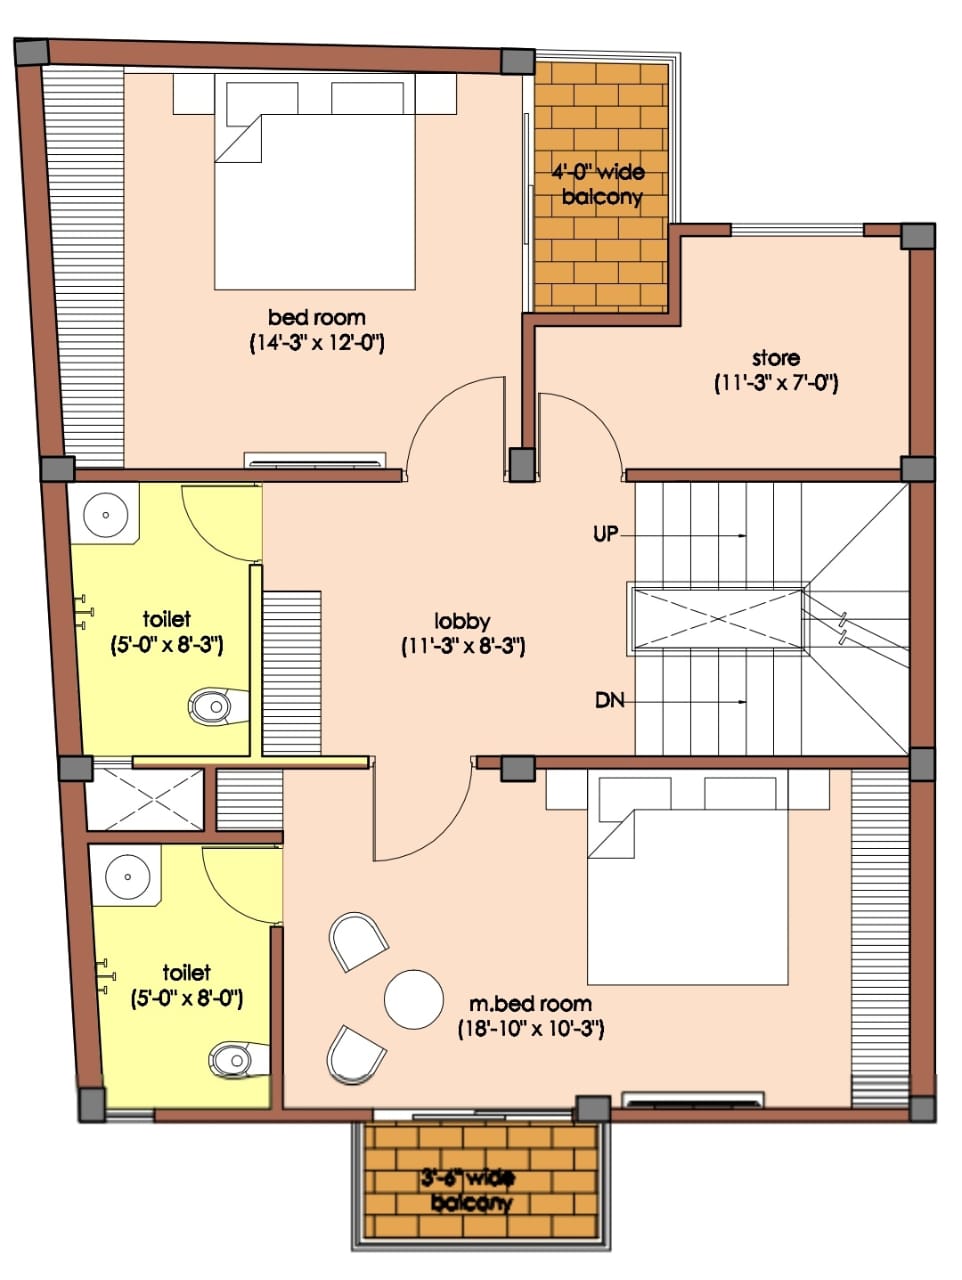 4'-0" wide
balcony
bed room
(14'-3" x 12'-0")
store
(11'-3" x 7'-0")
UP
toilet
(5'-0" x 8'-3")
lobby
(11'-3" x 8'-3")
DN
toilet
(5'-0" x 8'-0")
m.bed room
(18'-10" x 10'-3")
3'-6" wide
balcony